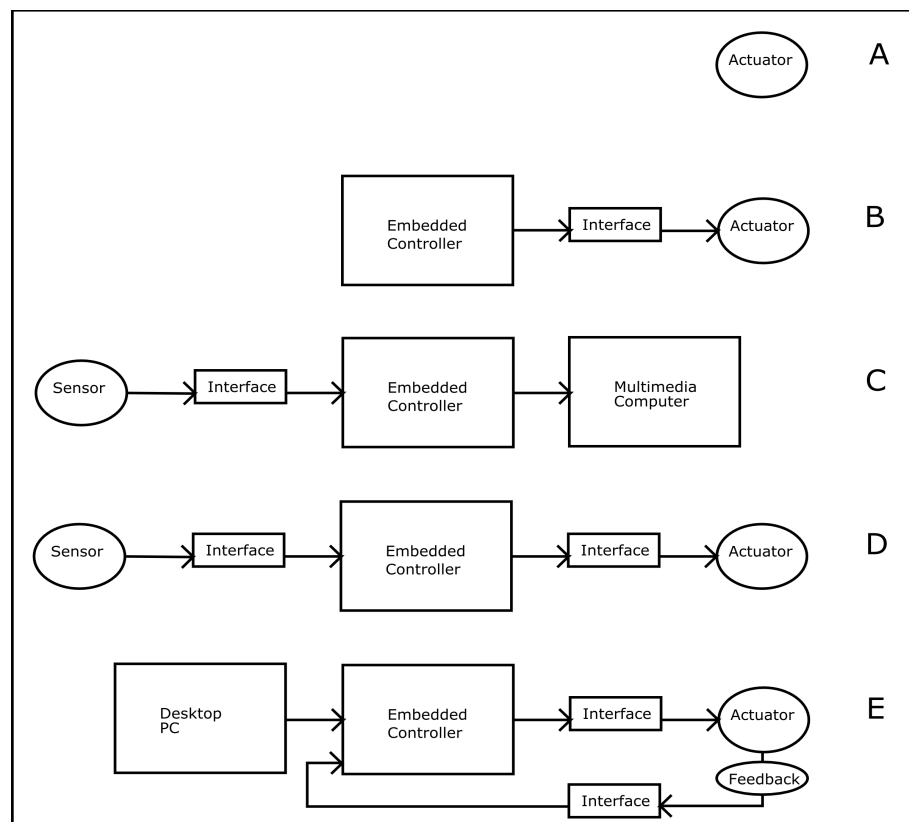 Actuator
A
Embedded
Controller
Interface
Actuator
B
Sensor
Interface
Embedded
Controller
Multimedia
Computer
C
Sensor
Interface
Embedded
Controller
Interface
Actuator
D
Desktop
PC
Embedded
Controller
Interface
Actuator
E
Feedback
Interface